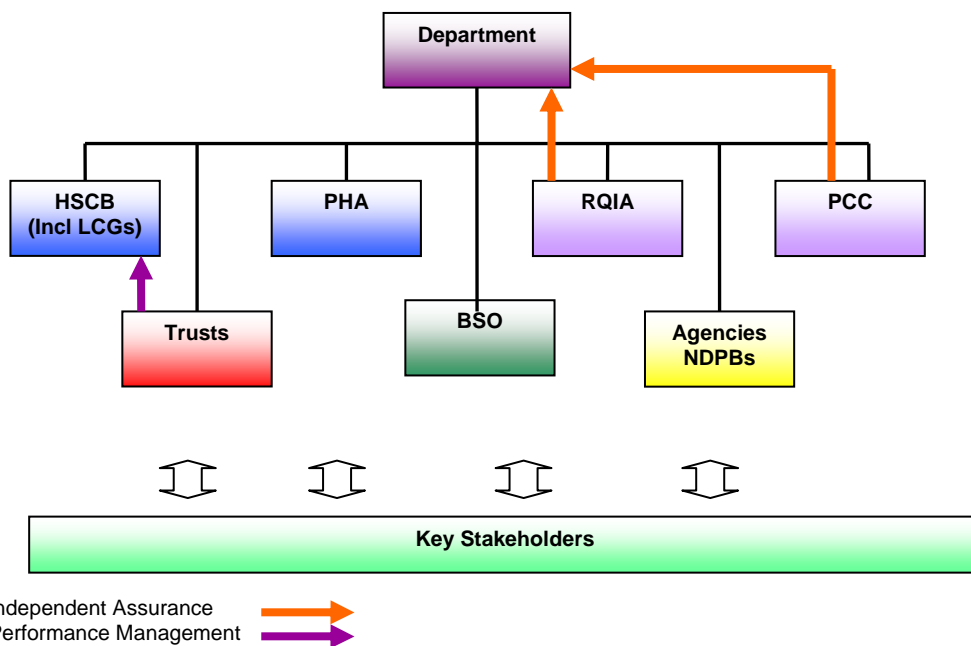 Department
HSCB
(Incl LCGs)
PHA
RQIA
PCC
Trusts
BSO
Agencies
NDPBs
Key Stakeholders
ndependent Assurance
Performance Management